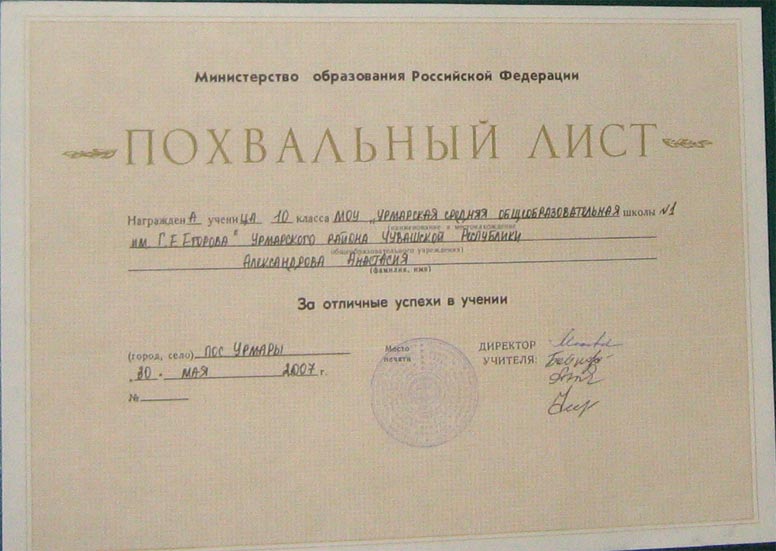 Министерство образования Российской Федерации
ПОХВАЛЬНЫЙ ЛИСТ
НагражденА учениЦА 10 класса МОУ „УРМАРСКАЯ СРЕДНЯЯ ОБЩЕОБРАЗОВАТЕЛЬНАЯ школы №1
(наименование и местонахождение
ИМ. Г.Е ЕГОРОВА" УРМАРСКОГО РАЙОНА ЧУВАШСКОЙ РЕСПУБЛИКИ
общеобразовательного учреждения)
АЛЕКСАНДРОВА АНАСТАСИЯ
(фамилия, имя)
За отличные успехи в учении
(город, село) ПОС УРМАРЫ
Место печати
ДИРЕКТОР
УЧИТЕЛЯ:
„30" МАЯ 2007 г.
№